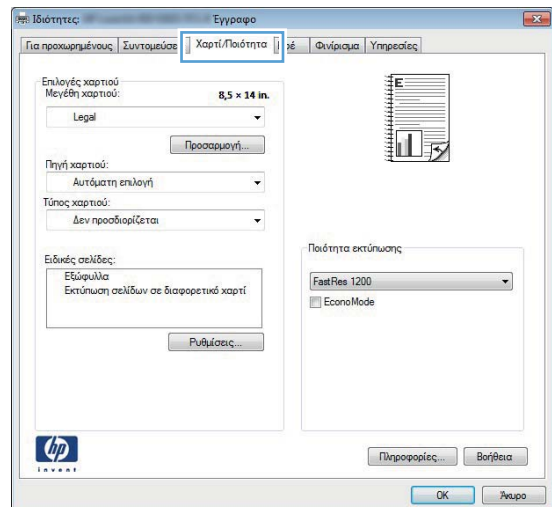 Ιδιότητες: Έγγραφο
Για προχωρημένους Συντομεύσε Χαρτί/Ποιότητα Φινίρισμα Υπηρεσίες
Επιλογές χαρτιού
Μεγέθη χαρτιού: 8,5 × 14 in.
Legal
Προσαρμογή...
Πηγή χαρτιού:
Αυτόματη επιλογή
Τύπος χαρτιού:
Δεν προσδιορίζεται
Ειδικές σελίδες:
Εξώφυλλα
Εκτύπωση σελίδων σε διαφορετικό χαρτί
Ρυθμίσεις...
E
Ποιότητα εκτύπωσης
FastRes 1200
EconoMode
hp
invent
Πληροφορίες... Βοήθεια
OK Άκυρο